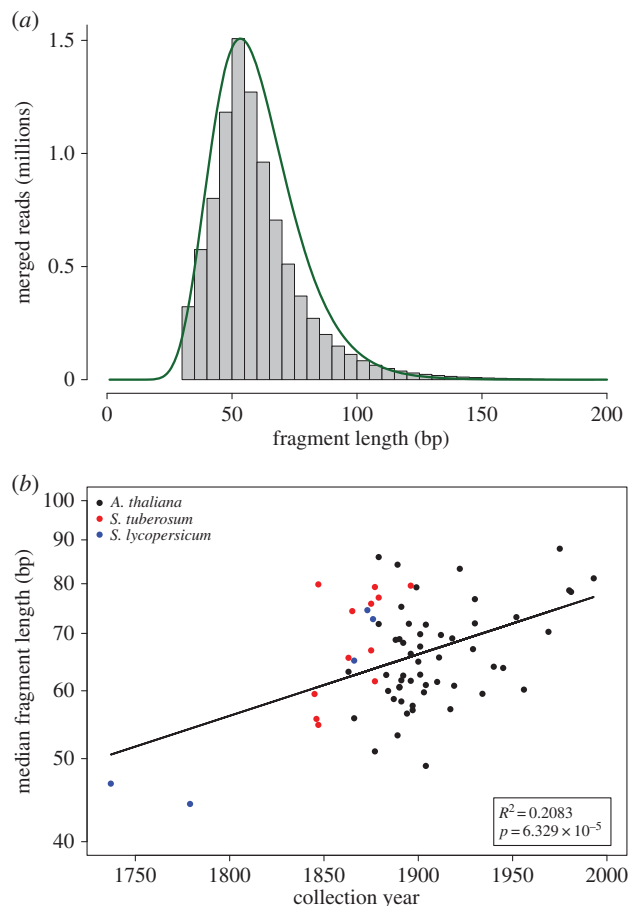 (a)
1.5
1.0
0.5
0
merged reads (millions)
0 50 100 150 200
fragment length (bp)
(b)
A. thaliana
S. tuberosum
S. lycopersicum
100
90
80
70
60
50
40
median fragment length (bp)
R² = 0.2083
p = 6.329 × 10⁻⁵
1750 1800 1850 1900 1950 2000
collection year